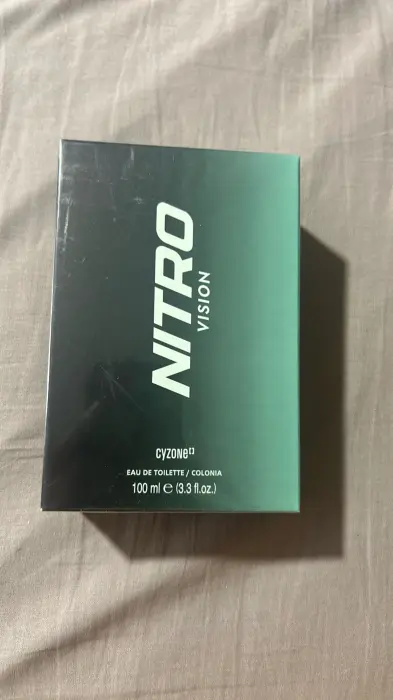 NITRO
VISION
cyzone
EAU DE TOILETTE / COLONIA
100 ml ℮ (3.3 fl.oz.)